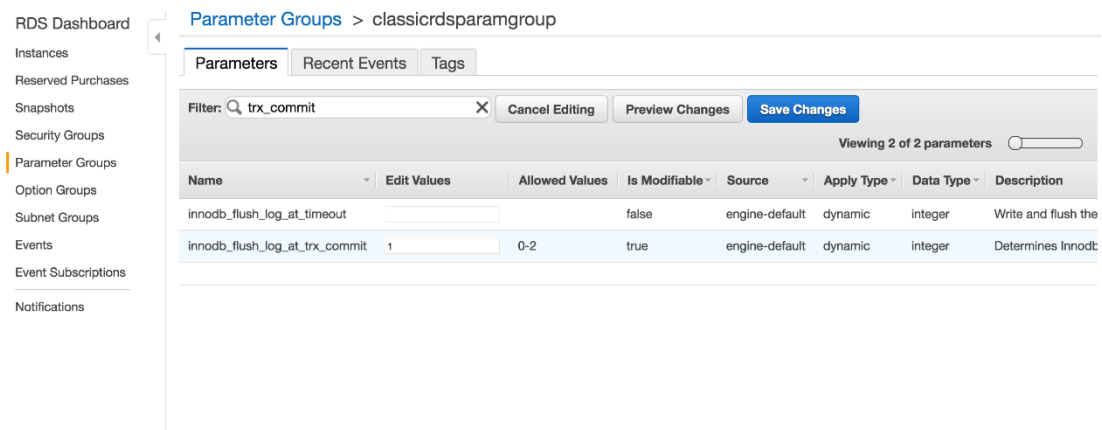 RDS Dashboard
Instances
Reserved Purchases
Snapshots
Security Groups
Parameter Groups
Option Groups
Subnet Groups
Events
Event Subscriptions
Notifications
Parameter Groups > classicrdsparamgroup
Parameters Recent Events Tags
Filter: trx_commit Cancel Editing Preview Changes Save Changes
Viewing 2 of 2 parameters
Name Edit Values Allowed Values Is Modifiable Source Apply Type Data Type Description
innodb_flush_log_at_timeout false engine-default dynamic integer Write and flush the
innodb_flush_log_at_trx_commit 1 0-2 true engine-default dynamic integer Determines Innodb